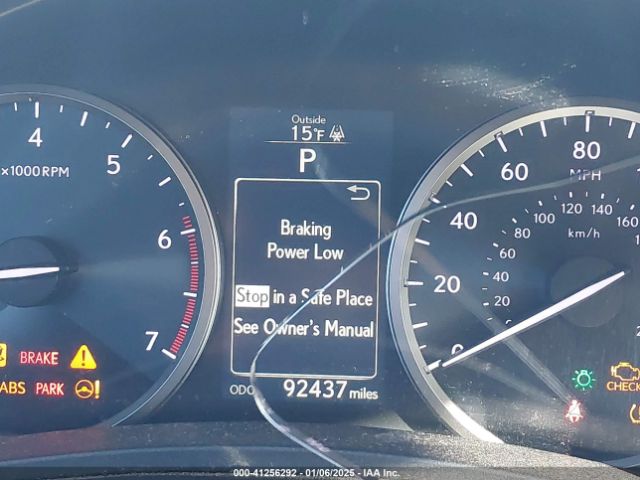 Outside
15°F
P
Braking
Power Low
Stop in a Safe Place
See Owner's Manual
ODO 92437 miles
4
5
6
7
×1000 RPM
BRAKE
ABS PARK
0
20
40
60
80
MPH
20
40
60
80
100
120
140
160
km/h
CHECK
000-41256292 - 01/06/2025 - IAA Inc.